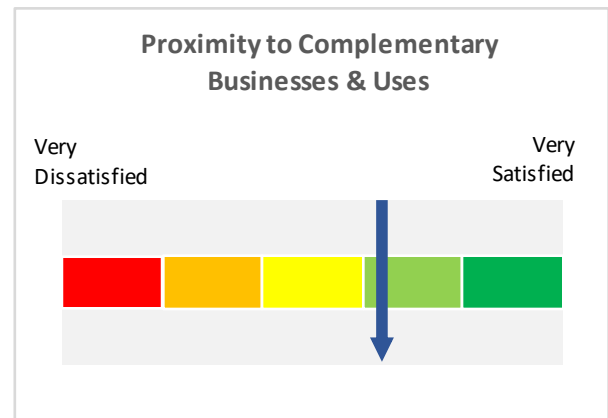 Proximity to Complementary
Businesses & Uses
Very
Dissatisfied
Very
Satisfied